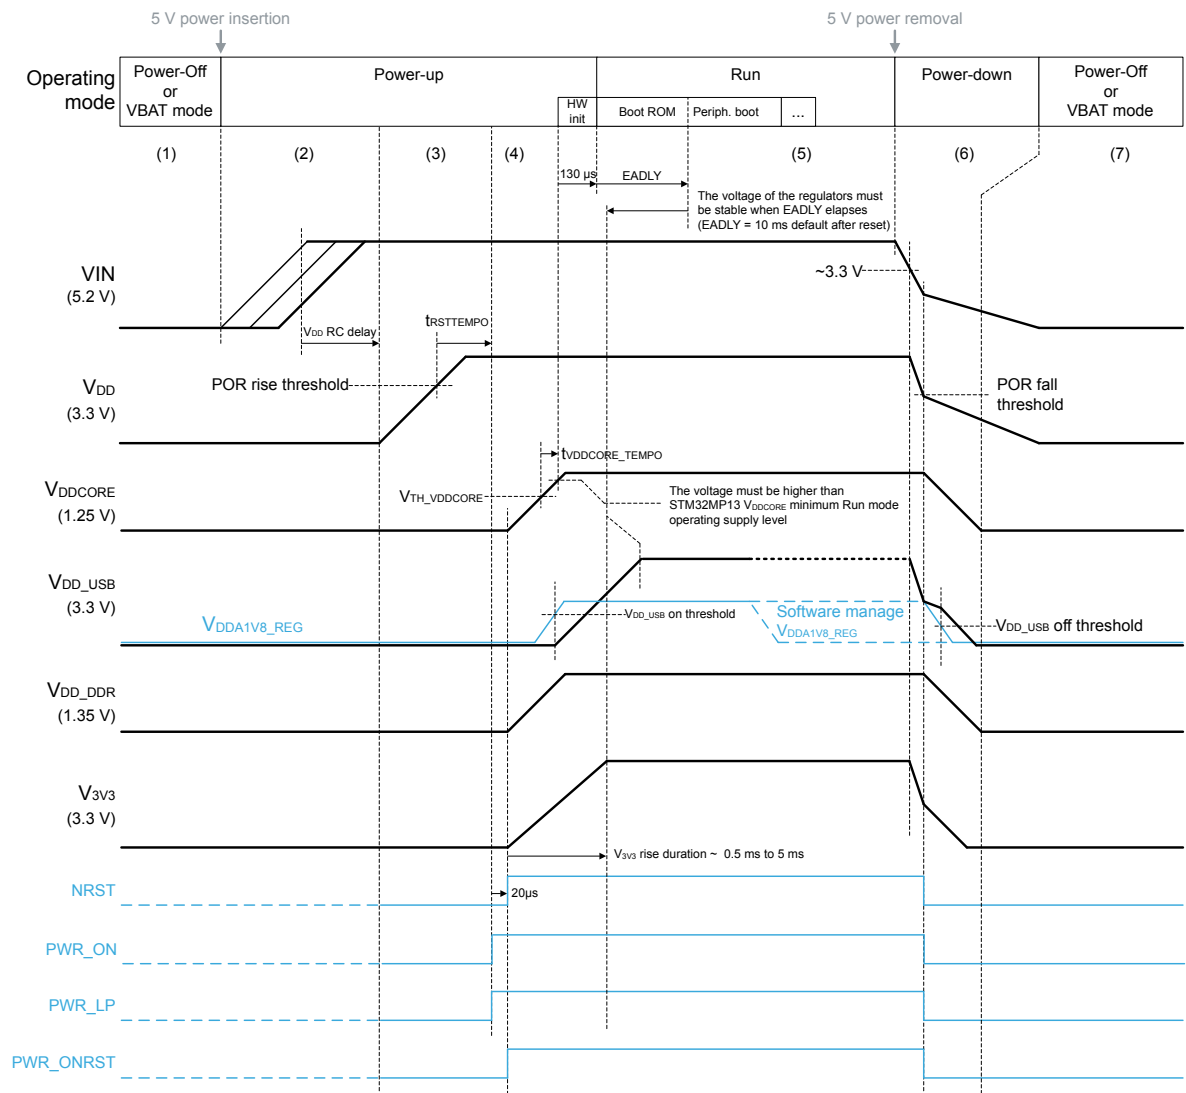 5 V power insertion
5 V power removal
Operating
mode
Power-Off
or
VBAT mode
Power-up
Run
Power-down
Power-Off
or
VBAT mode
HW
init
Boot ROM
Periph. boot
...
(1)
(2)
(3)
(4)
(5)
(6)
(7)
130 µs
EADLY
The voltage of the regulators must
be stable when EADLY elapses
(EADLY = 10 ms default after reset)
VIN
(5.2 V)
~3.3 V
VDD RC delay
tRSTTEMPO
VDD
(3.3 V)
POR rise threshold
POR fall
threshold
tVDDCORE_TEMPO
VDDCORE
(1.25 V)
VTH_VDDCORE
The voltage must be higher than
STM32MP13 VDDCORE minimum Run mode
operating supply level
VDD_USB
(3.3 V)
VDDA1V8_REG
VDD_USB on threshold
Software manage
VDDA1V8_REG
VDD_USB off threshold
VDD_DDR
(1.35 V)
V3V3
(3.3 V)
V3V3 rise duration ~ 0.5 ms to 5 ms
NRST
20µs
PWR_ON
PWR_LP
PWR_ONRST